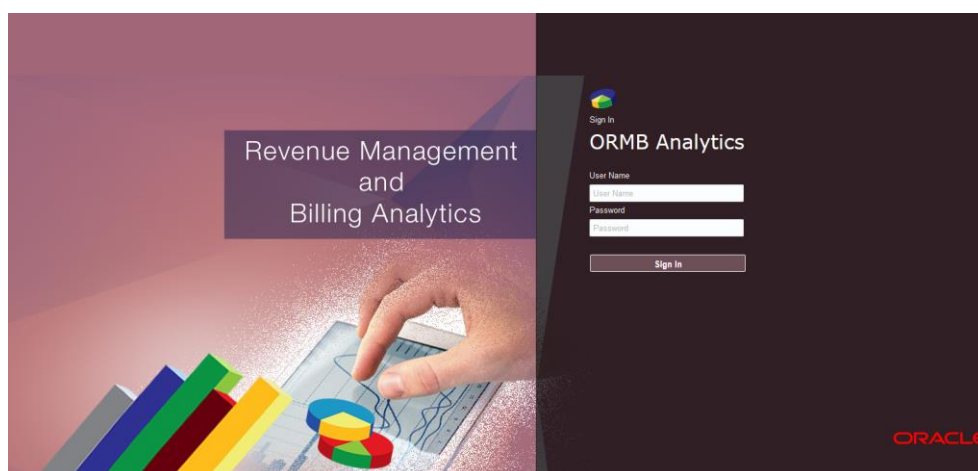 Revenue Management
and
Billing Analytics
Sign In
ORMB Analytics
User Name
User Name
Password
Password
Sign In
ORACLE